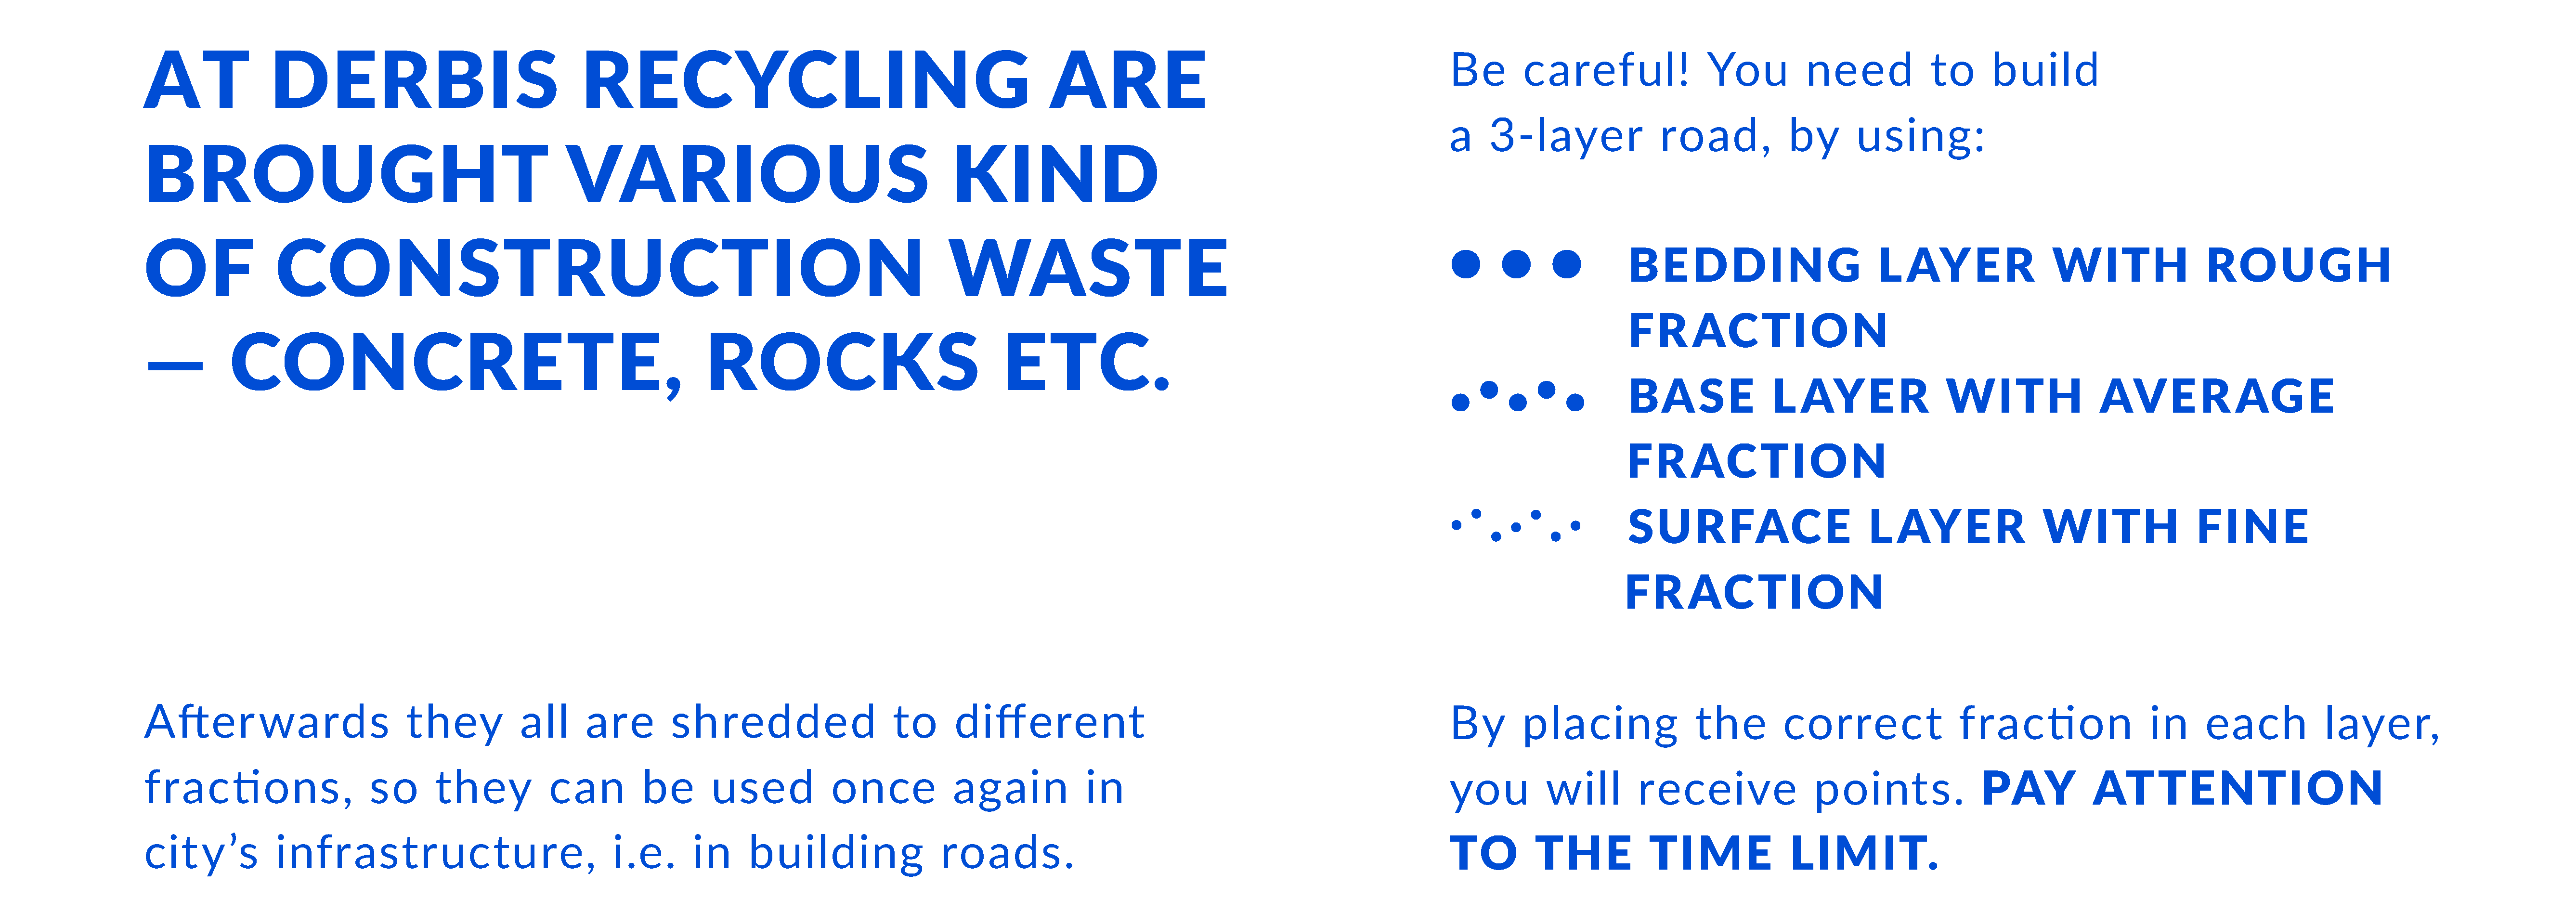 AT DERBIS RECYCLING ARE
BROUGHT VARIOUS KIND
OF CONSTRUCTION WASTE
— CONCRETE, ROCKS ETC.
Afterwards they all are shredded to different
fractions, so they can be used once again in
city’s infrastructure, i.e. in building roads.
Be careful! You need to build
a 3-layer road, by using:
BEDDING LAYER WITH ROUGH
FRACTION
BASE LAYER WITH AVERAGE
FRACTION
SURFACE LAYER WITH FINE
FRACTION
By placing the correct fraction in each layer,
you will receive points. PAY ATTENTION
TO THE TIME LIMIT.